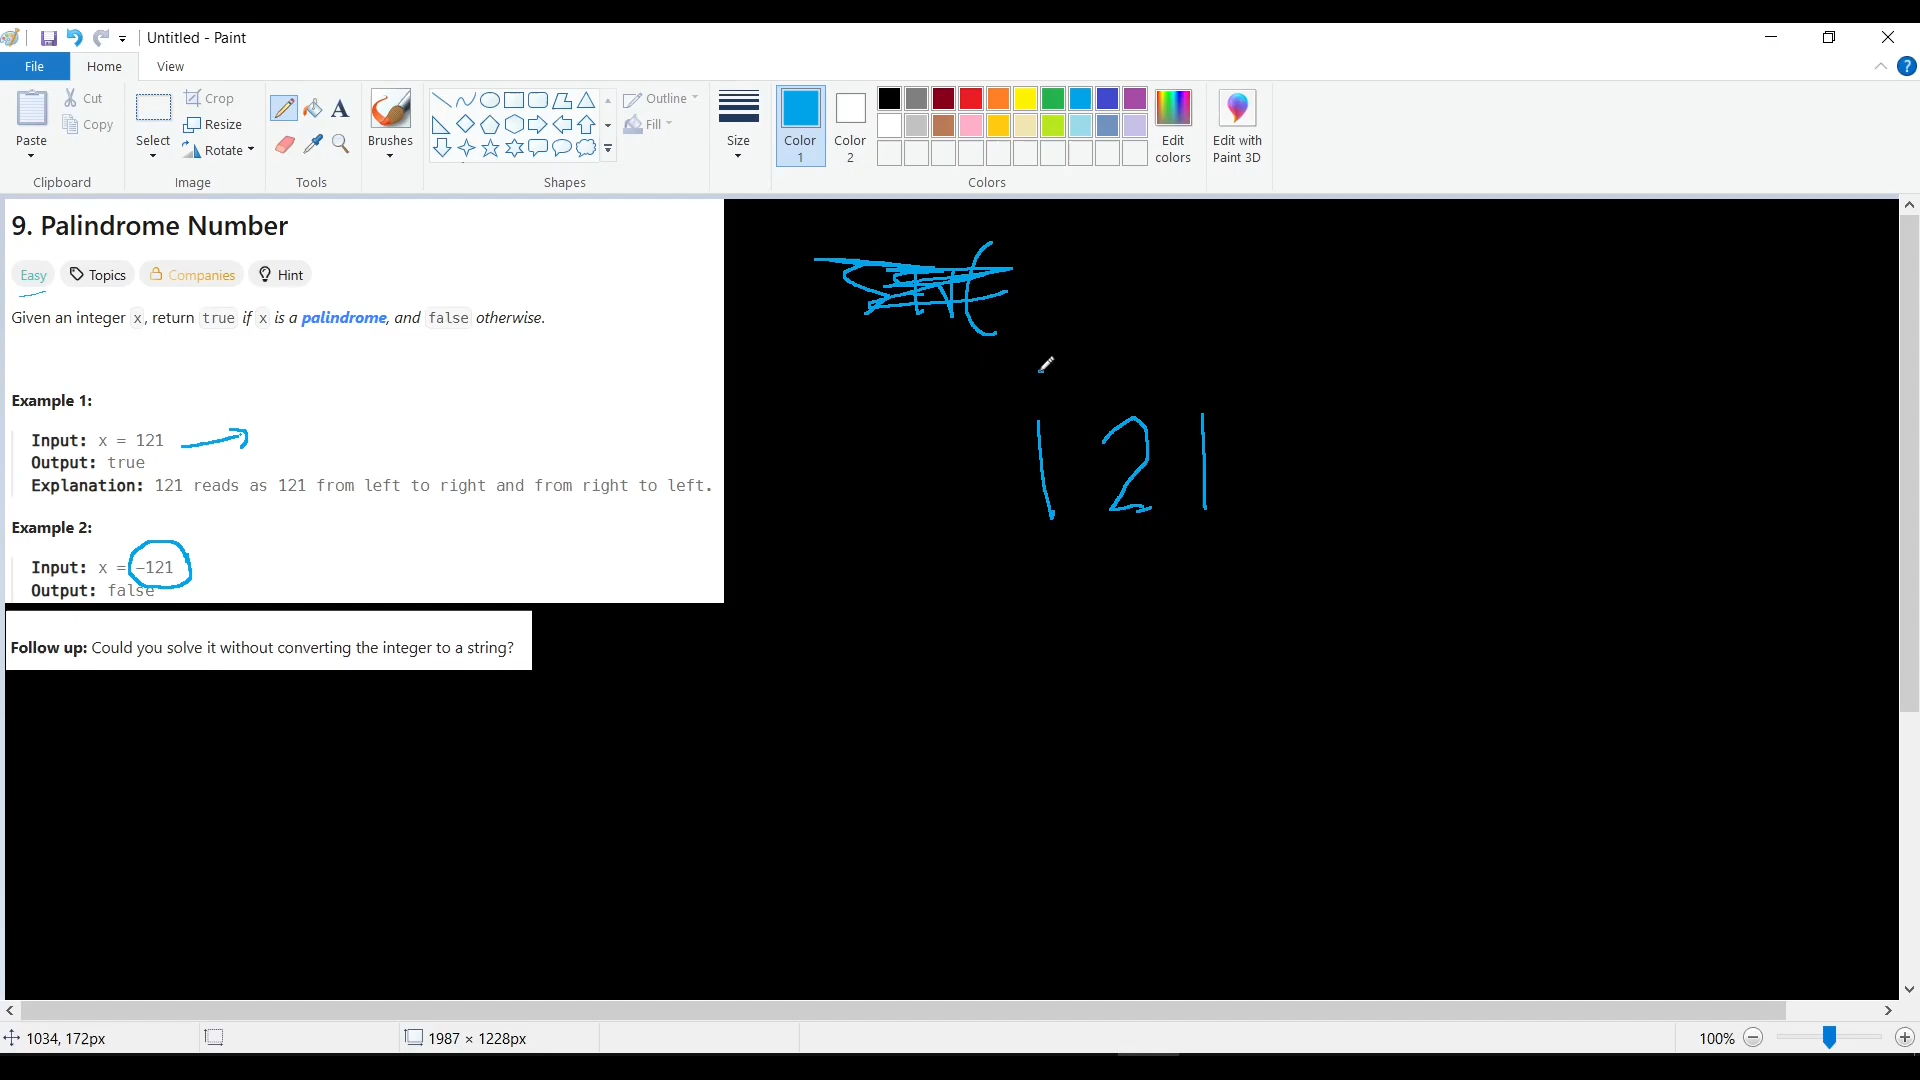 Untitled - Paint
File Home View
Paste Cut Copy Clipboard
Select Crop Resize Rotate Image
Tools
Brushes
Outline Fill Shapes
Size
Color 1 Color 2 Edit colors Edit with Paint 3D Colors
9. Palindrome Number
Easy Topics Companies Hint
Given an integer x, return true if x is a palindrome, and false otherwise.
Example 1:
Input: x = 121
Output: true
Explanation: 121 reads as 121 from left to right and from right to left.
Example 2:
Input: x = -121
Output: false
Follow up: Could you solve it without converting the integer to a string?
1 2 1
1034, 172px 1987 × 1228px 100%